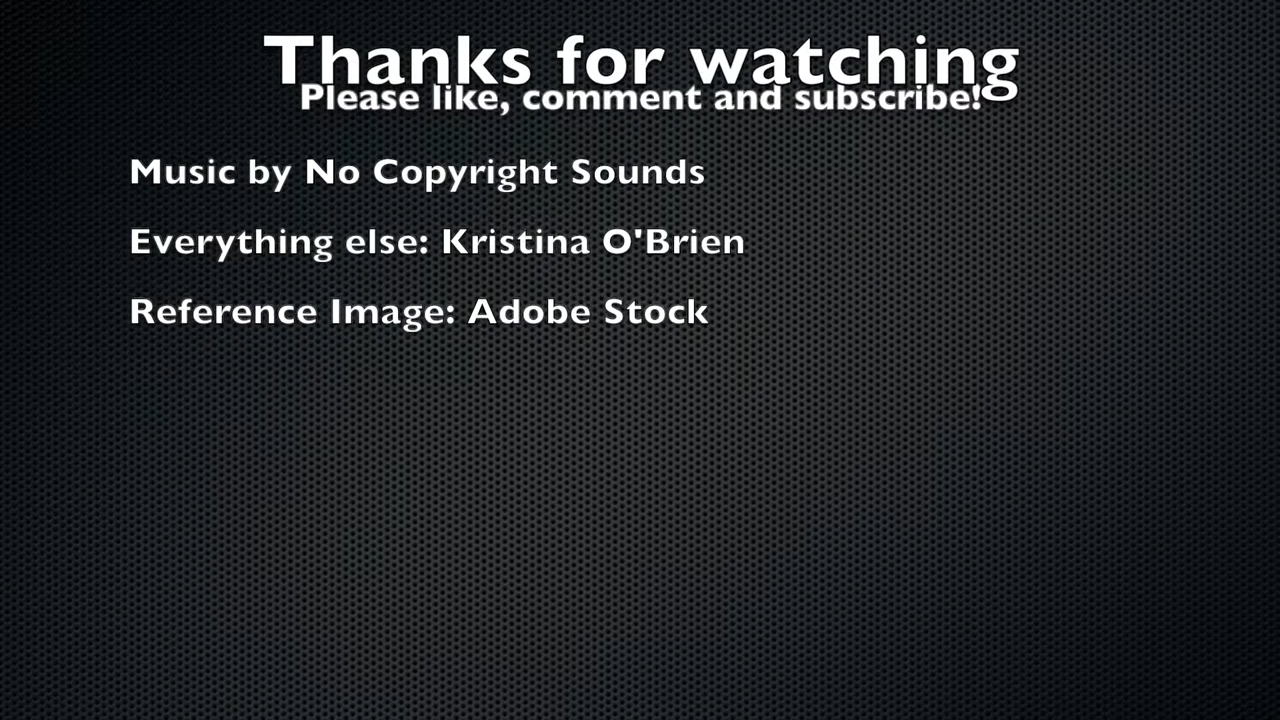 Thanks for watching
Please like, comment and subscribe!
Music by No Copyright Sounds
Everything else: Kristina O'Brien
Reference Image: Adobe Stock